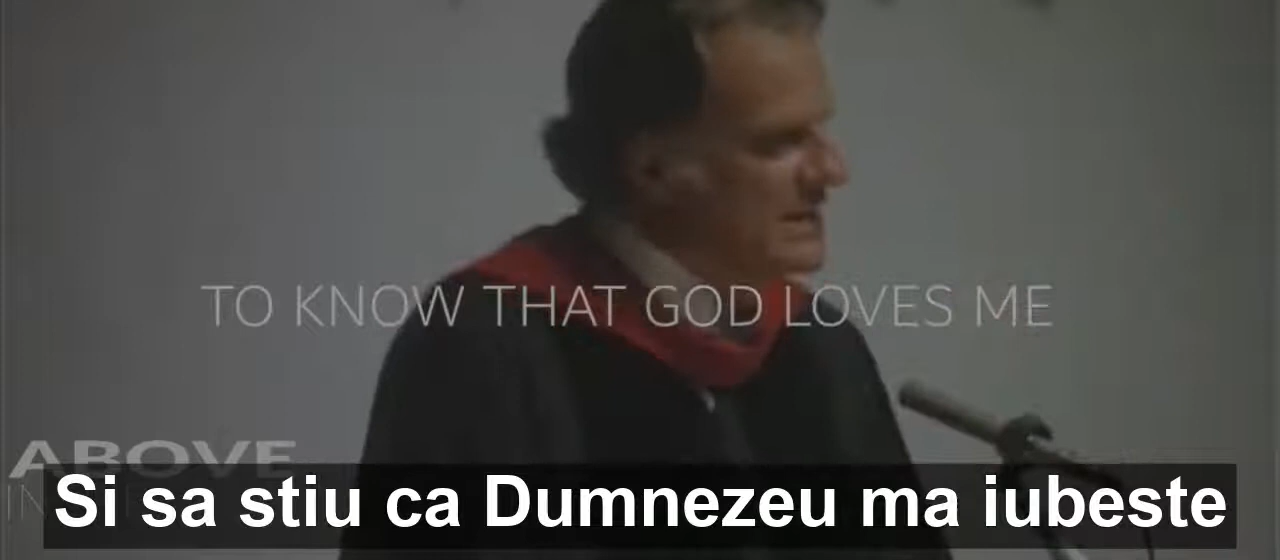 TO KNOW THAT GOD LOVES ME
ABOVE
Si sa stiu ca Dumnezeu ma iubeste